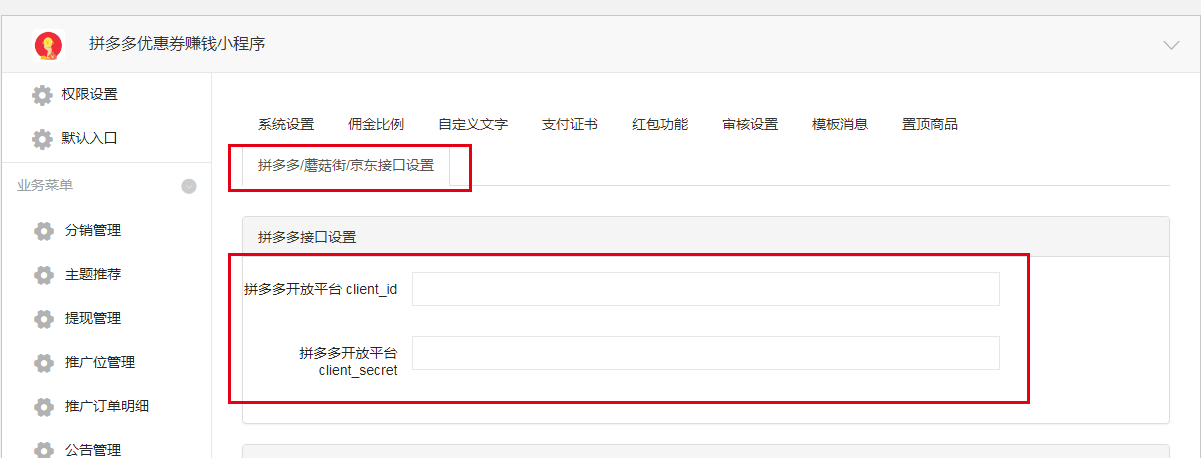 拼多多优惠券赚钱小程序
权限设置
默认入口
业务菜单
分销管理
主题推荐
提现管理
推广位管理
推广订单明细
公告管理
系统设置 佣金比例 自定义文字 支付证书 红包功能 审核设置 模板消息 置顶商品
拼多多/蘑菇街/京东接口设置
拼多多接口设置
拼多多开放平台 client_id
拼多多开放平台
client_secret